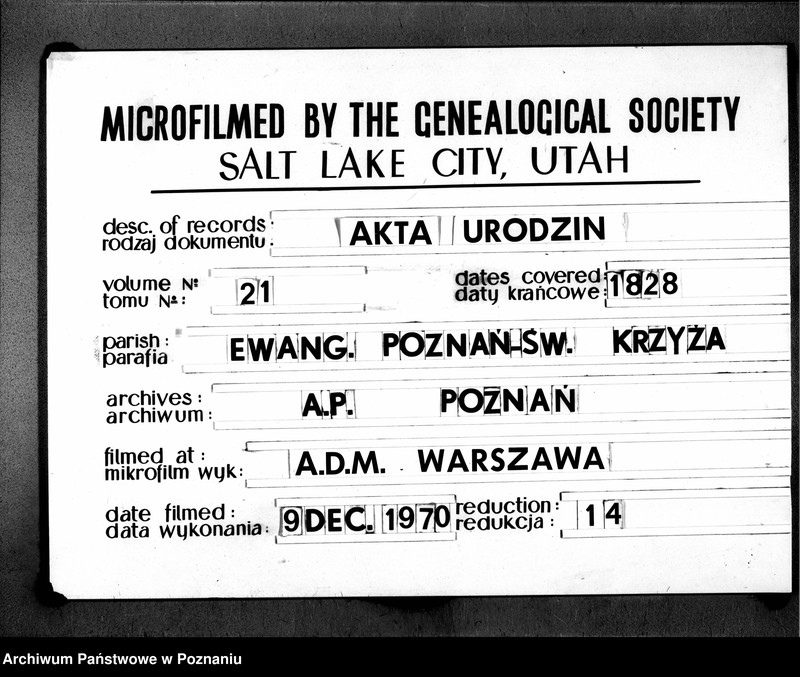 MICROFILMED BY THE GENEALOGICAL SOCIETY
SALT LAKE CITY, UTAH
desc. of records: AKTA URODZIN
rodzaj dokumentu:
volume №: 21 dates covered: 1828
tomu №: daty krańcowe:
parish: EWANG. POZNAŃ-ŚW. KRZYŻA
parafia
archives: A.P. POZNAŃ
archiwum:
filmed at: A.D.M. WARSZAWA
mikrofilm wyk:
date filmed: 9 DEC. 1970 reduction: 14
data wykonania: redukcja:
Archiwum Państwowe w Poznaniu